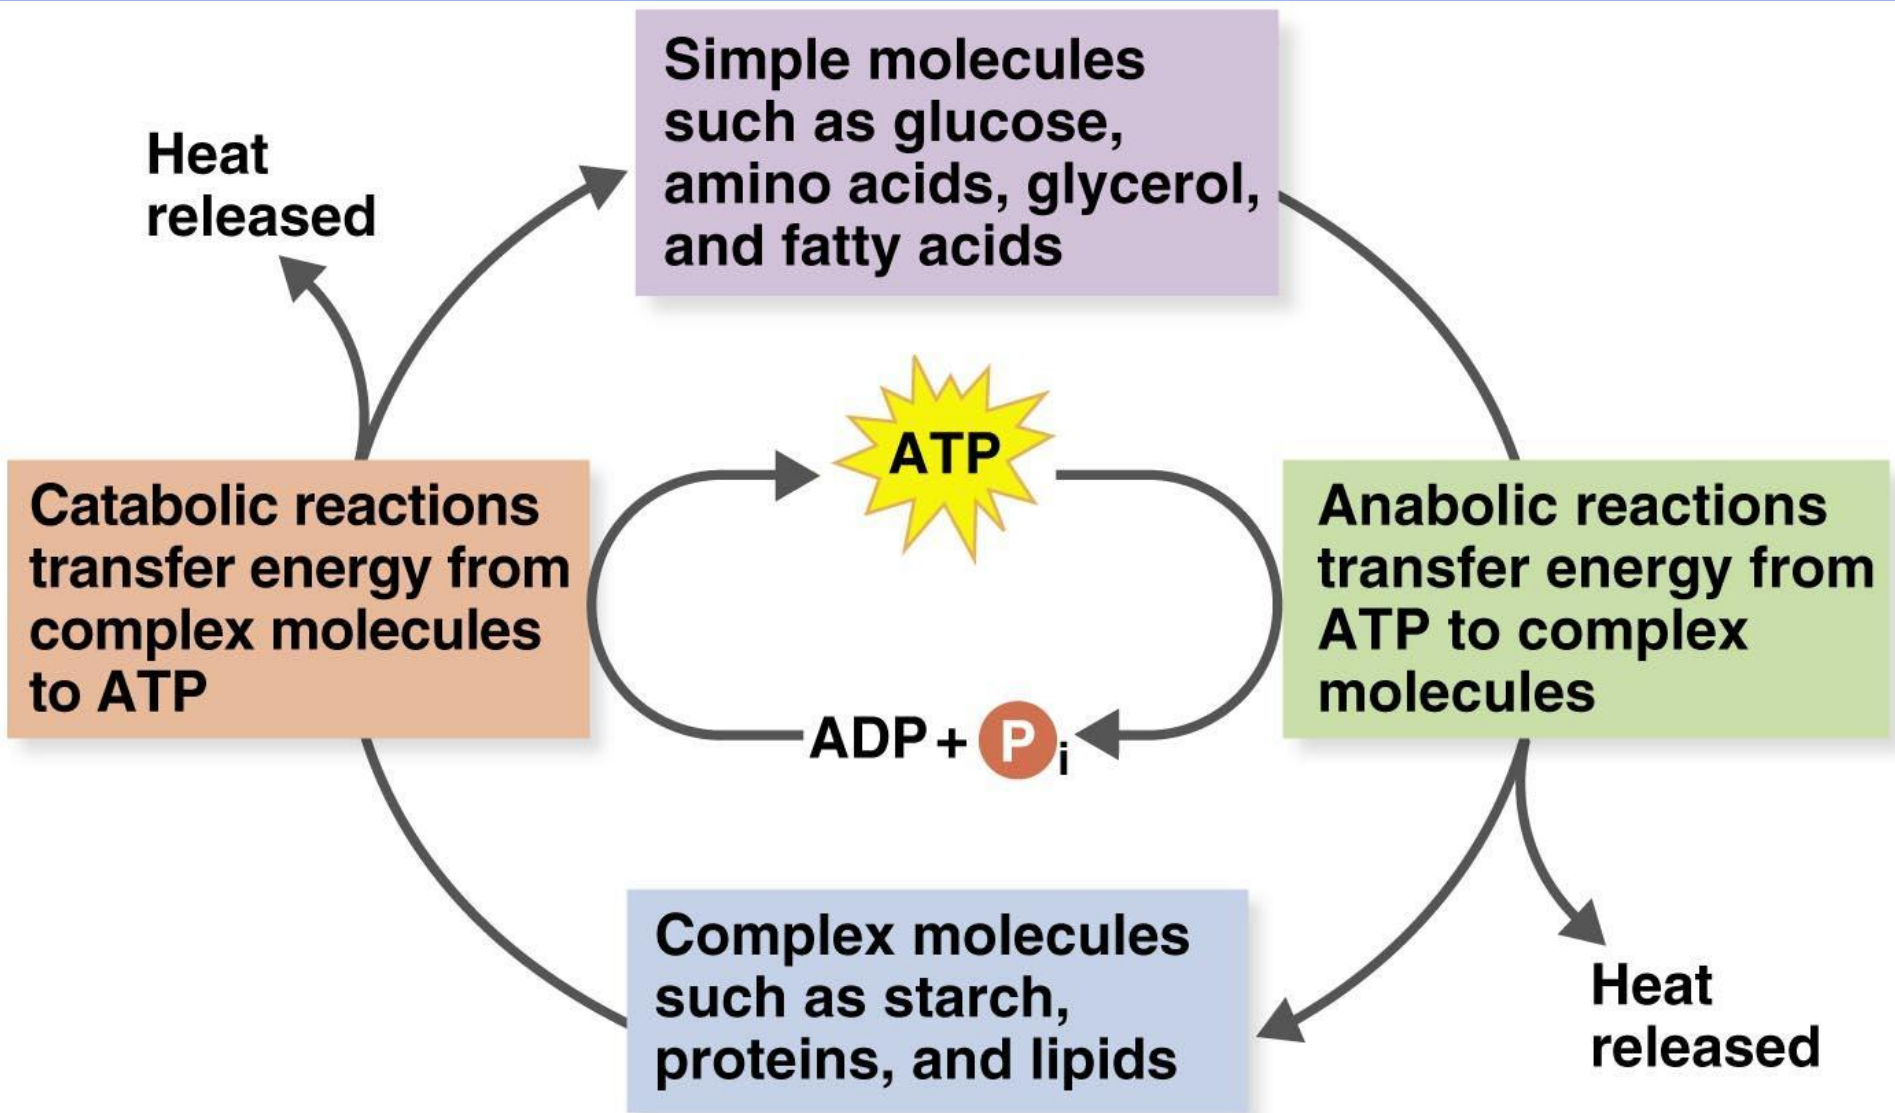 Simple molecules
such as glucose,
amino acids, glycerol,
and fatty acids
Heat
released
ATP
Catabolic reactions
transfer energy from
complex molecules
to ATP
Anabolic reactions
transfer energy from
ATP to complex
molecules
ADP + P i
Complex molecules
such as starch,
proteins, and lipids
Heat
released